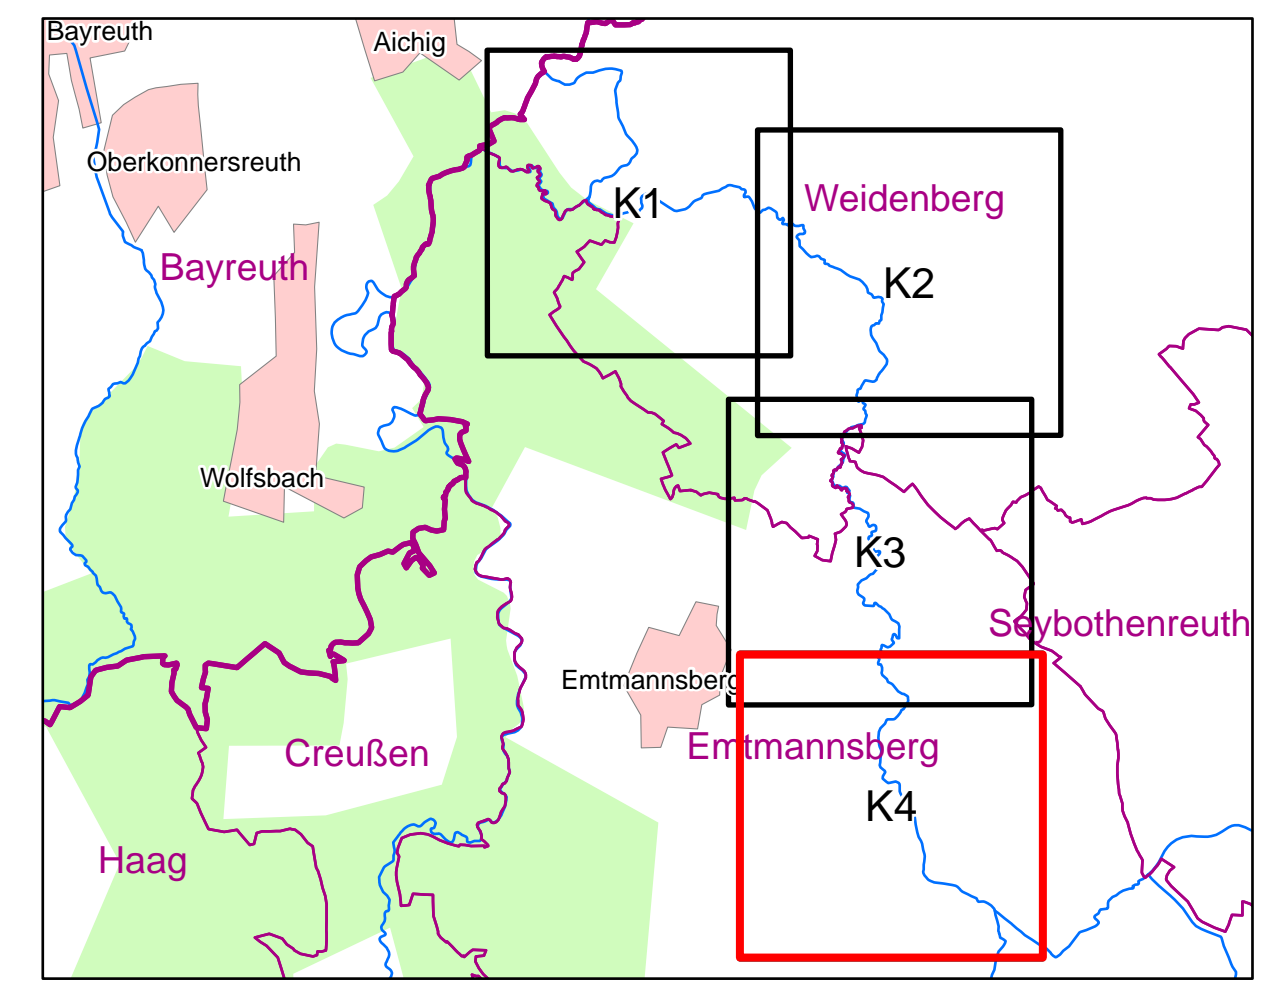 Bayreuth
Aichig
Oberkonnersreuth
K1
Weidenberg
Bayreuth
K2
Wolfsbach
K3
Seybothenreuth
Emtmannsberg
Emtmannsberg
Creußen
K4
Haag